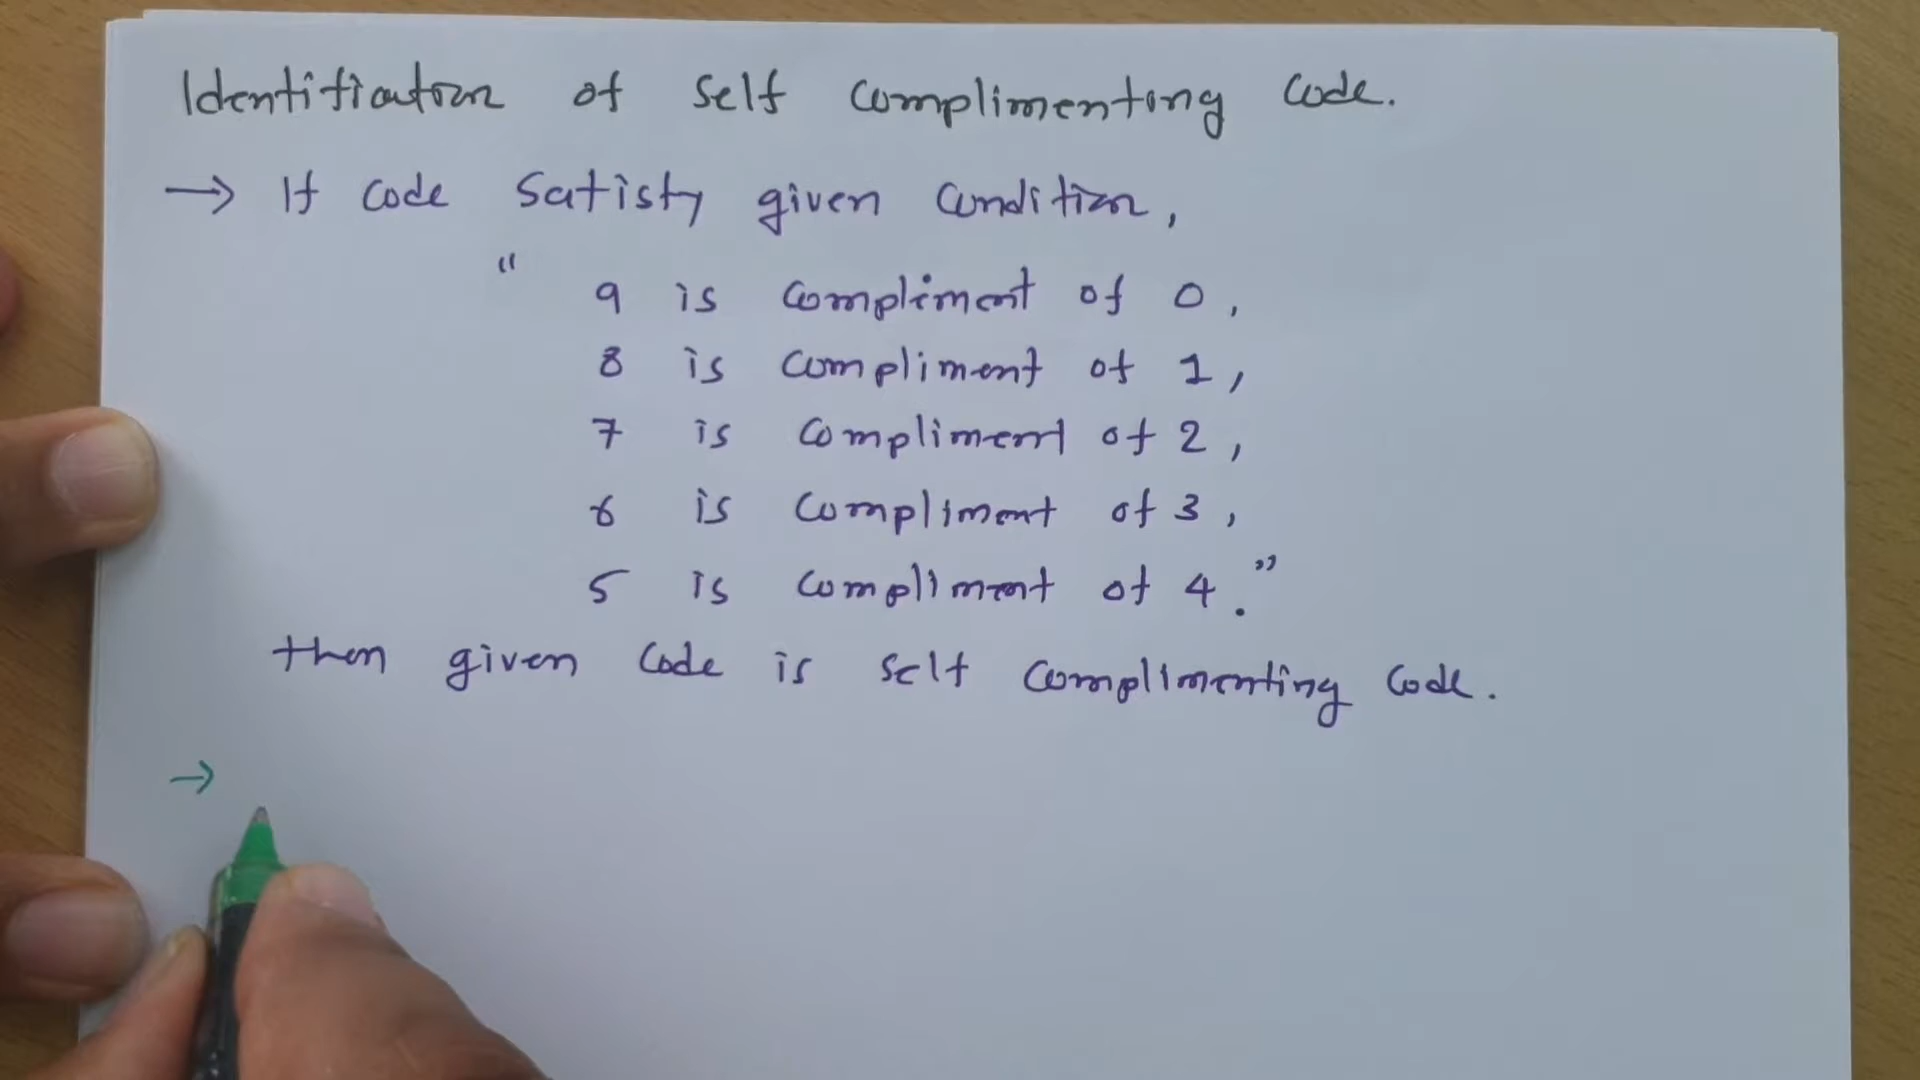 Identification of Self Complimenting Code.
→ If Code Satisfy given Condition,
" 9 is Compliment of 0,
8 is Compliment of 1,
7 is Compliment of 2,
6 is Compliment of 3,
5 is Compliment of 4."
then given Code is Self Complimenting Code.
→